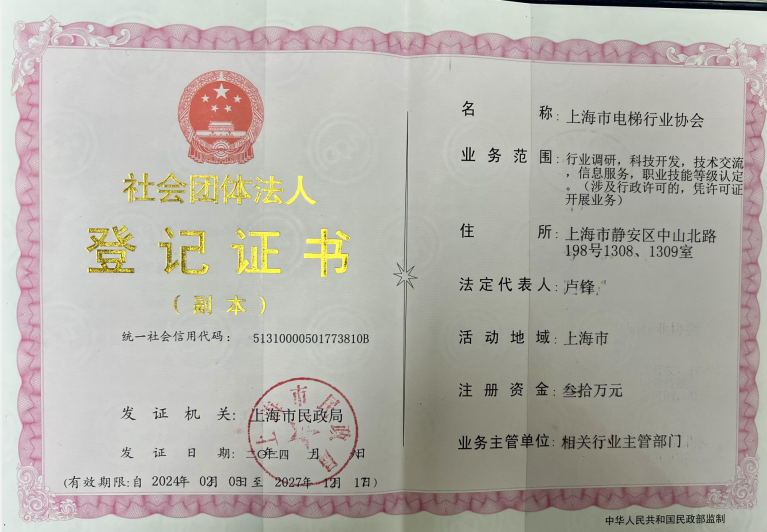 社会团体法人
登记证书
（副本）
统一社会信用代码： 51310000501773810B
发证机关：上海市民政局
发证日期：二〇二四 月 日
(有效期限:自 2024年 02月 05日至 2027年 12月 17日)
名称：上海市电梯行业协会
业务范围：行业调研，科技开发，技术交流
，信息服务，职业技能等级认定
。（涉及行政许可的，凭许可证
开展业务）
住所：上海市静安区中山北路
198号1308、1309室
法定代表人：卢锋
活动地域：上海市
注册资金：叁拾万元
业务主管单位：相关行业主管部门
中华人民共和国民政部监制